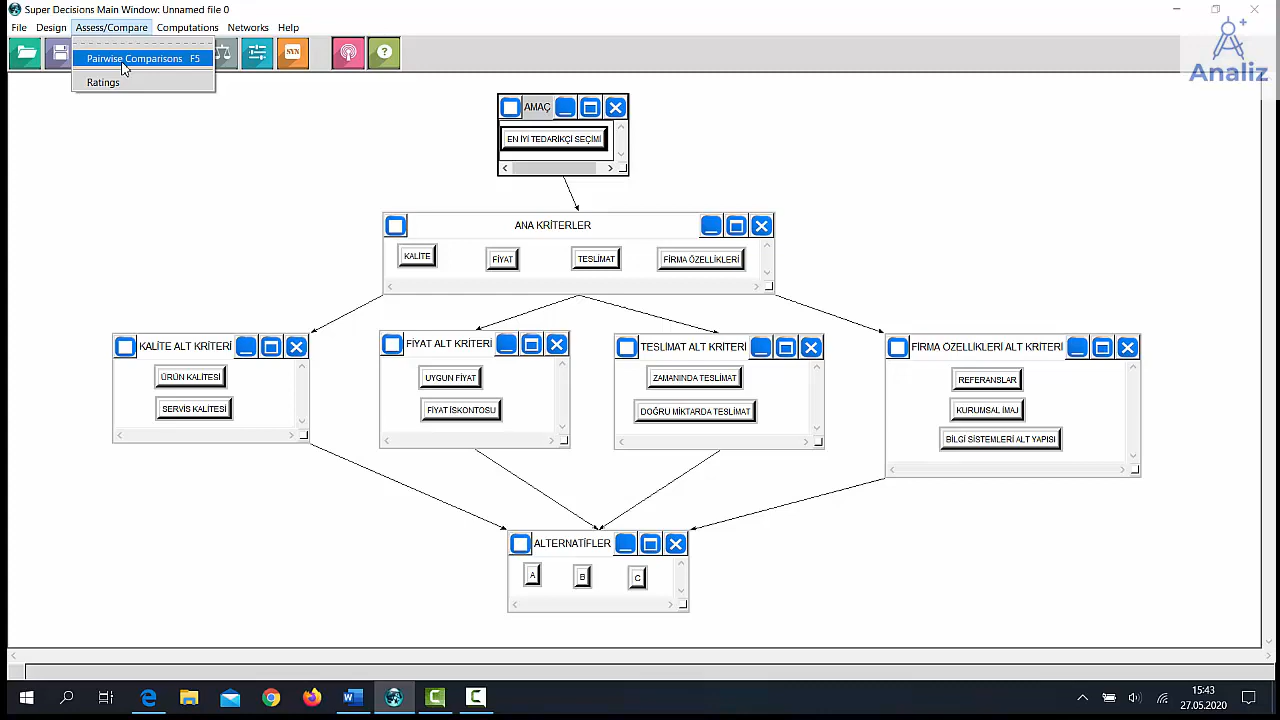 Super Decisions Main Window: Unnamed file 0
File Design Assess/Compare Computations Networks Help
Pairwise Comparisons F5
Ratings
SYN
?
Analiz
AMAÇ
EN İYİ TEDARİKÇİ SEÇİMİ
ANA KRİTERLER
KALİTE
FİYAT
TESLİMAT
FİRMA ÖZELLİKLERİ
KALİTE ALT KRİTERİ
ÜRÜN KALİTESİ
SERVİS KALİTESİ
FİYAT ALT KRİTERİ
UYGUN FİYAT
FİYAT İSKONTOSU
TESLİMAT ALT KRİTERİ
ZAMANINDA TESLİMAT
DOĞRU MİKTARDA TESLİMAT
FİRMA ÖZELLİKLERİ ALT KRİTERİ
REFERANSLAR
KURUMSAL İMAJ
BİLGİ SİSTEMLERİ ALT YAPISI
ALTERNATİFLER
A
B
C
15:43
27.05.2020